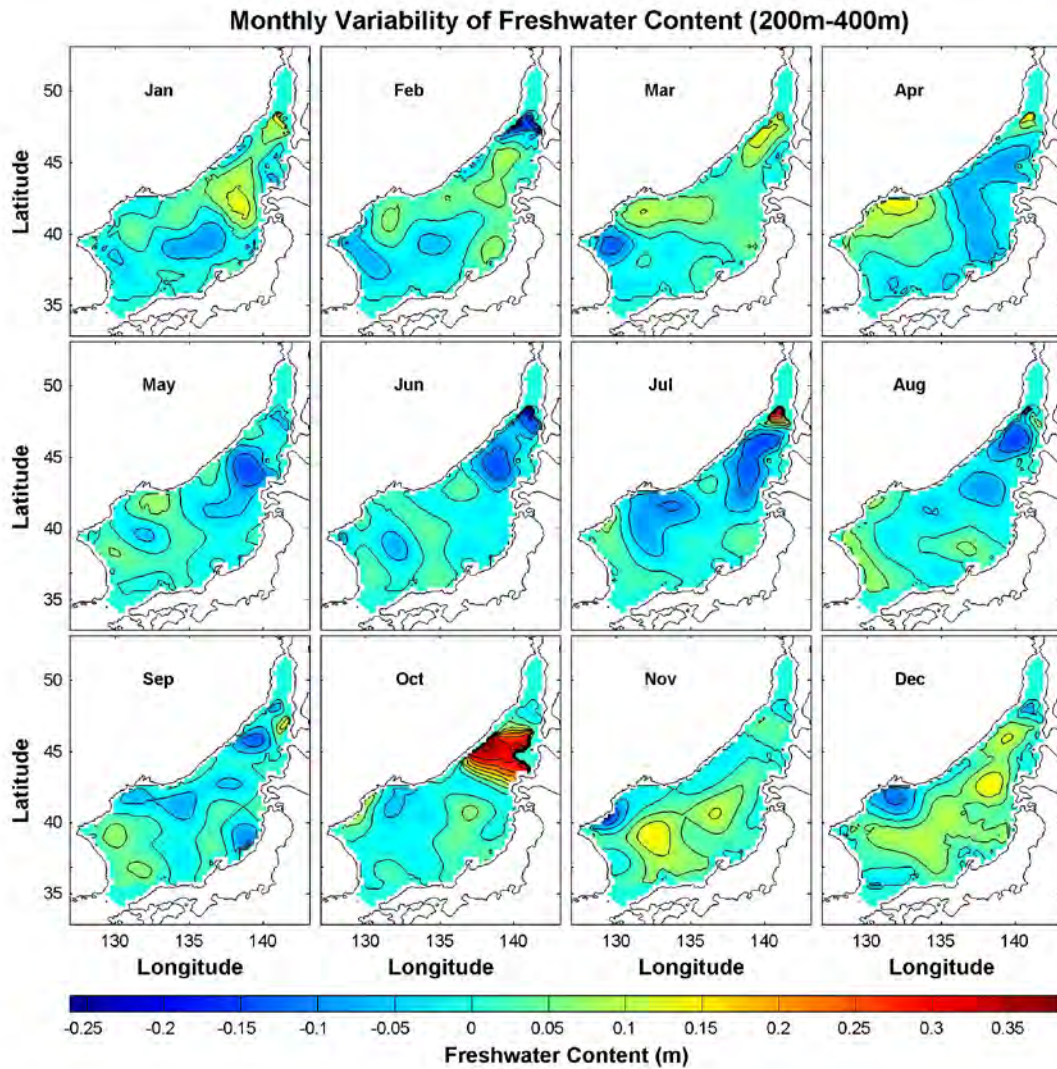 Monthly Variability of Freshwater Content (200m-400m)
Jan Feb Mar Apr
50
45
40
35
Latitude
May Jun Jul Aug
50
45
40
35
Latitude
Sep Oct Nov Dec
50
45
40
35
Latitude
130 135 140 130 135 140 130 135 140 130 135 140
Longitude Longitude Longitude Longitude
-0.25 -0.2 -0.15 -0.1 -0.05 0 0.05 0.1 0.15 0.2 0.25 0.3 0.35
Freshwater Content (m)